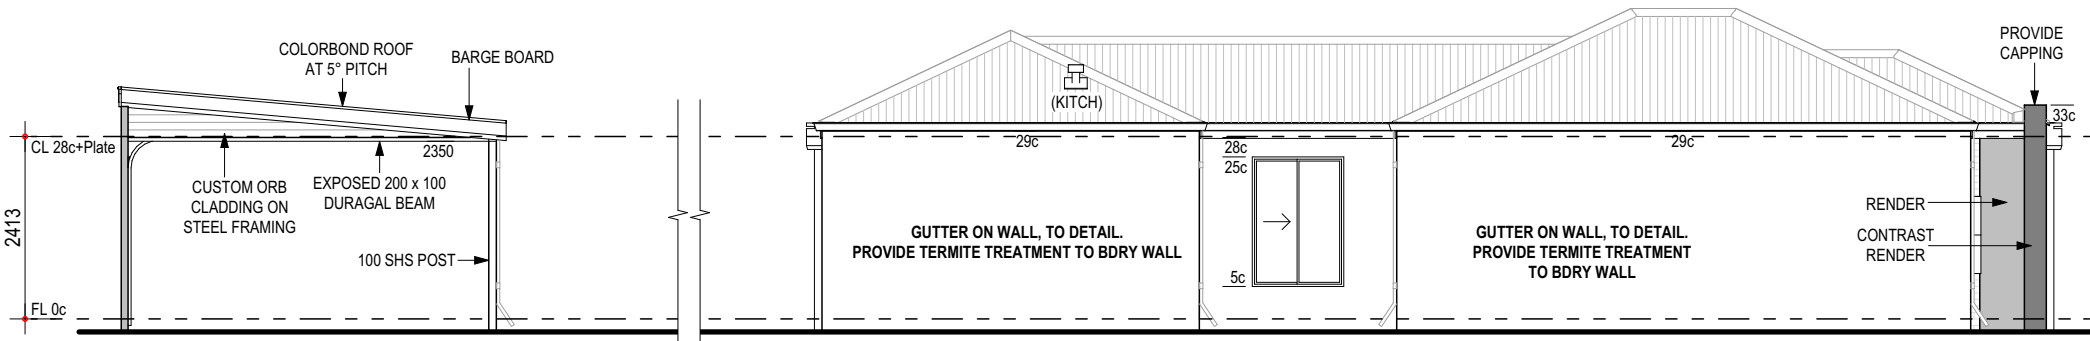 COLORBOND ROOF
AT 5° PITCH
BARGE BOARD
CL 28c+Plate
2350
CUSTOM ORB
CLADDING ON
STEEL FRAMING
EXPOSED 200 x 100
DURAGAL BEAM
2413
100 SHS POST
FL 0c
(KITCH)
29c
28c
25c
5c
GUTTER ON WALL, TO DETAIL.
PROVIDE TERMITE TREATMENT TO BDRY WALL
29c
GUTTER ON WALL, TO DETAIL.
PROVIDE TERMITE TREATMENT
TO BDRY WALL
PROVIDE
CAPPING
33c
RENDER
CONTRAST
RENDER